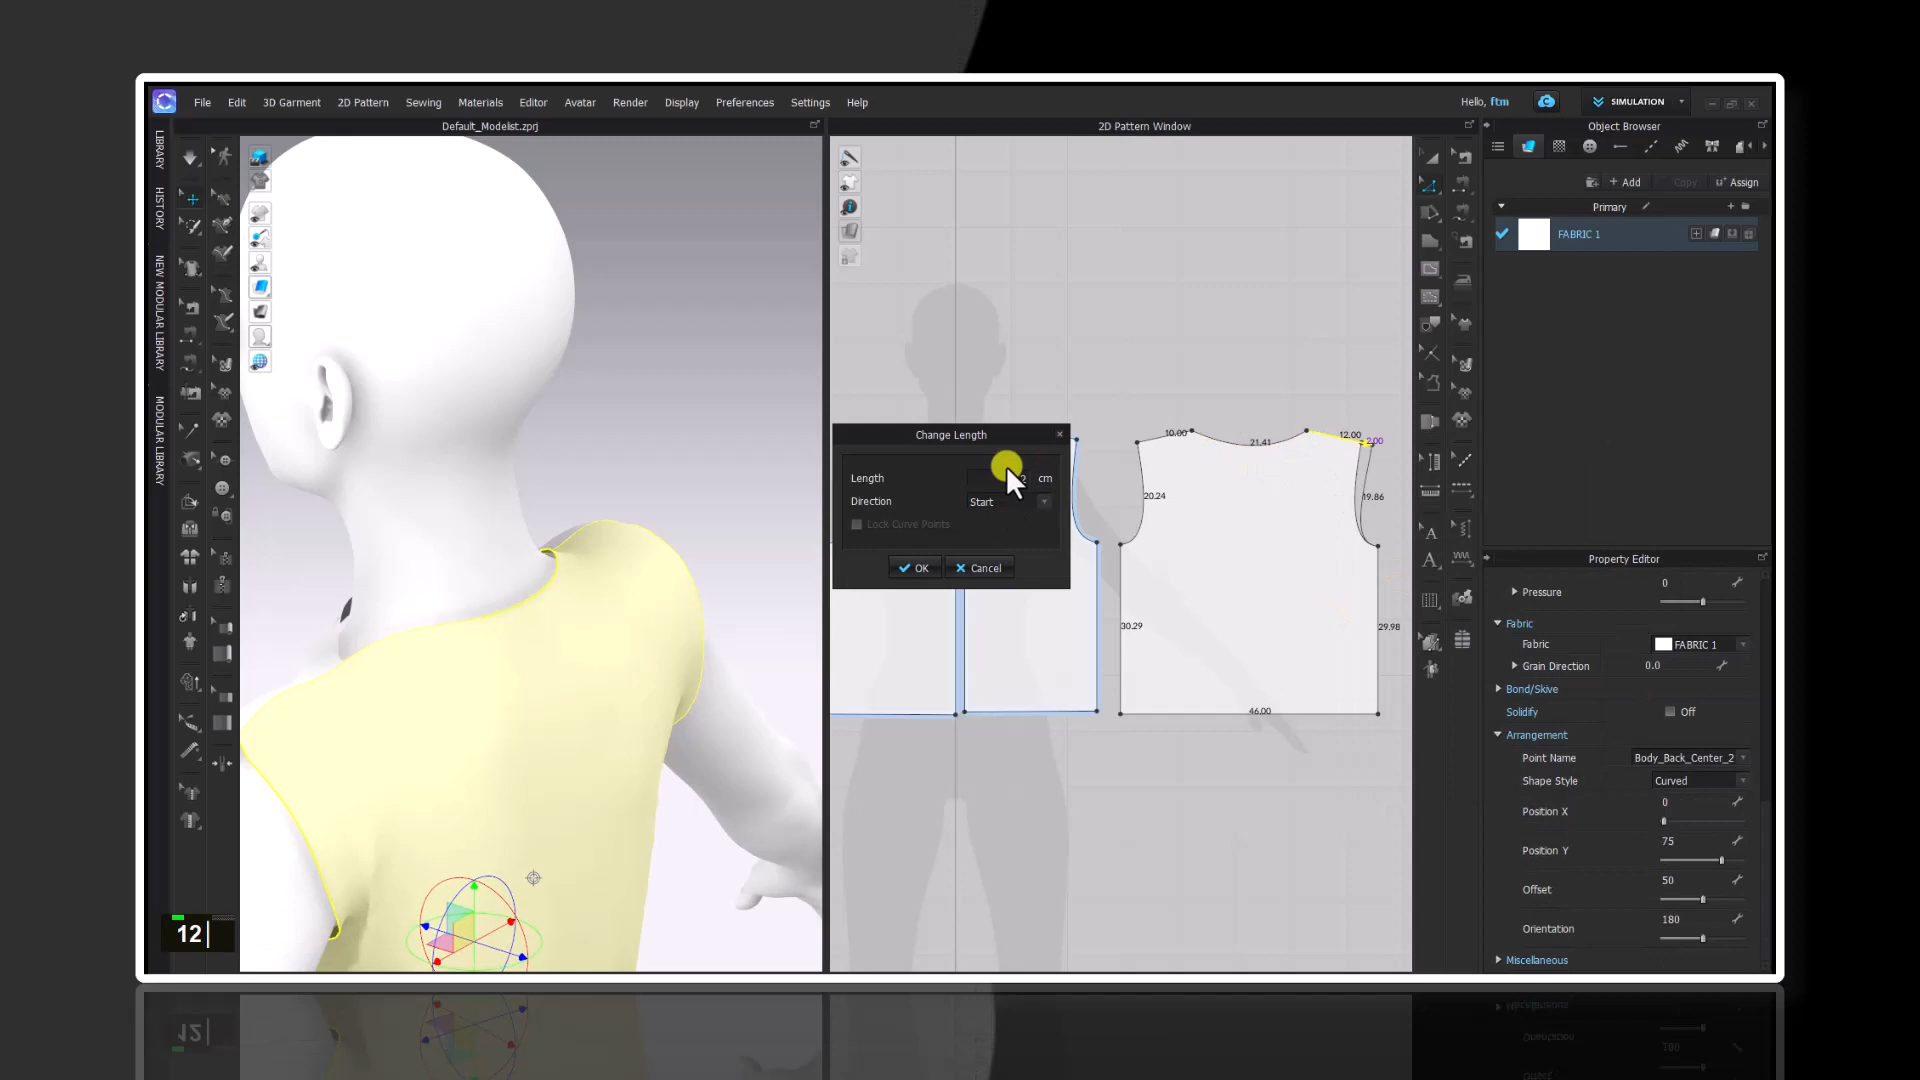 File Edit 3D Garment 2D Pattern Sewing Materials Editor Avatar Render Display Preferences Settings Help
Hello, ftm
SIMULATION
Default_Modelist.zprj
2D Pattern Window
Object Browser
LIBRARY
HISTORY
NEW MODULAR LIBRARY
MODULAR LIBRARY
+ Add
Copy
Assign
Primary
FABRIC 1
Change Length
Length
cm
Direction
Start
Lock Curve Points
OK
Cancel
10.00
21.41
12.00
2.00
20.24
19.86
30.29
29.98
46.00
Property Editor
0
Pressure
Fabric
Fabric
FABRIC 1
Grain Direction
0.0
Bond/Skive
Solidify
Off
Arrangement
Point Name
Body_Back_Center_2
Shape Style
Curved
0
Position X
75
Position Y
50
Offset
180
Orientation
Miscellaneous
12